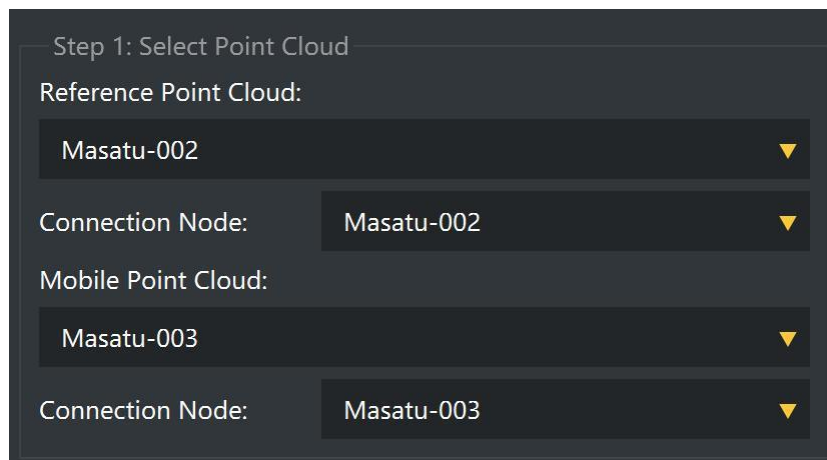 Step 1: Select Point Cloud
Reference Point Cloud:
Masatu-002
Connection Node: Masatu-002
Mobile Point Cloud:
Masatu-003
Connection Node: Masatu-003